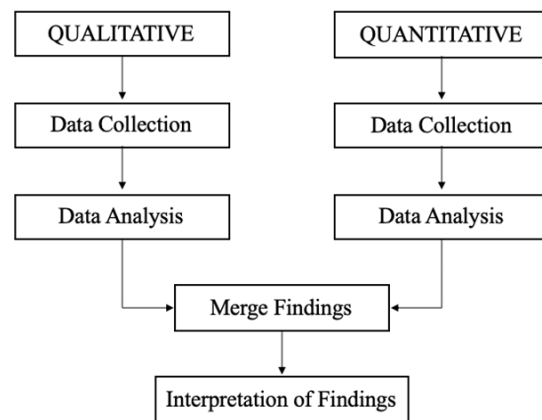 QUALITATIVE
QUANTITATIVE
Data Collection
Data Collection
Data Analysis
Data Analysis
Merge Findings
Interpretation of Findings